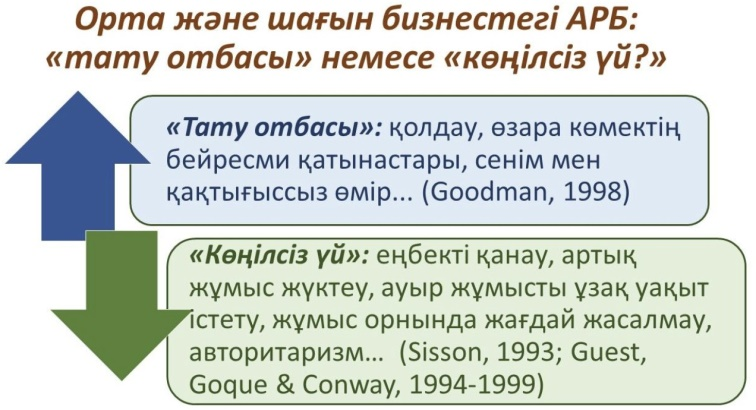 Орта және шағын бизнестегі АРБ:
«тату отбасы» немесе «көңілсіз үй?»
«Тату отбасы»: қолдау, өзара көмектің
бейресми қатынастары, сенім мен
қақтығыссыз өмір... (Goodman, 1998)
«Көңілсіз үй»: еңбекті қанау, артық
жұмыс жүктеу, ауыр жұмысты ұзақ уақыт
істету, жұмыс орнында жағдай жасалмау,
авторитаризм… (Sisson, 1993; Guest,
Goque & Conway, 1994-1999)